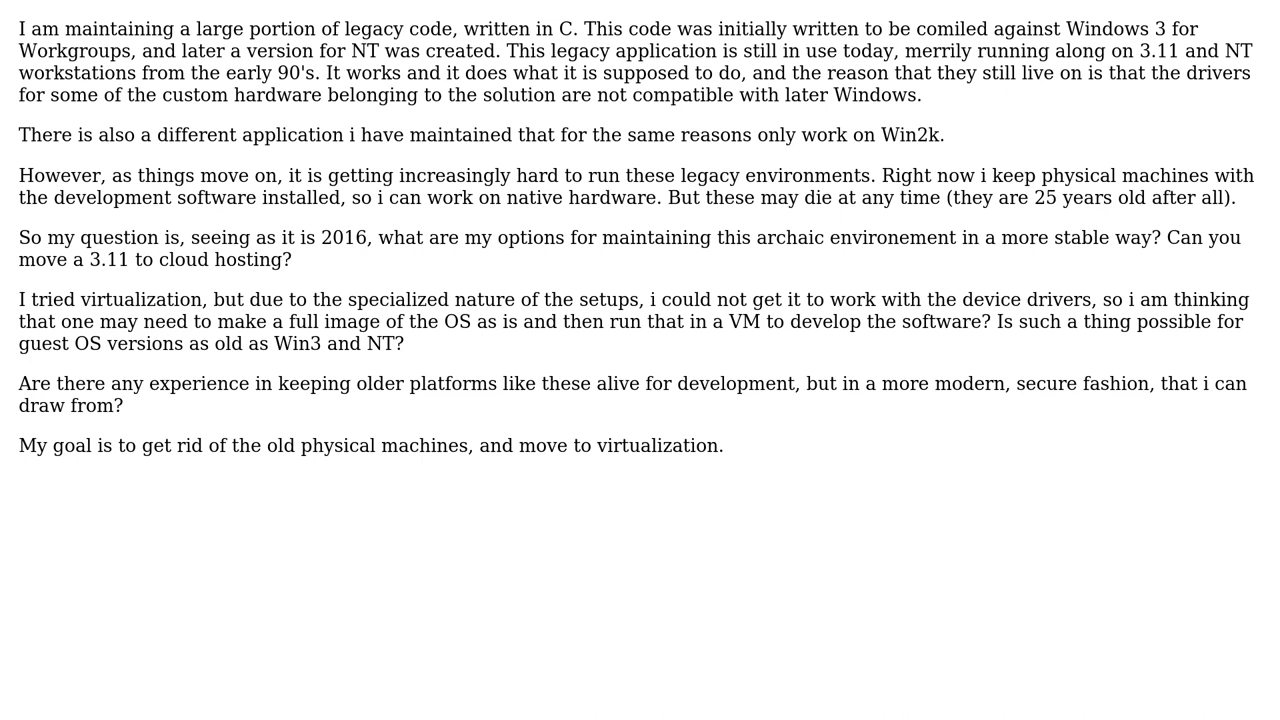 I am maintaining a large portion of legacy code, written in C. This code was initially written to be comiled against Windows 3 for
Workgroups, and later a version for NT was created. This legacy application is still in use today, merrily running along on 3.11 and NT
workstations from the early 90's. It works and it does what it is supposed to do, and the reason that they still live on is that the drivers
for some of the custom hardware belonging to the solution are not compatible with later Windows.
There is also a different application i have maintained that for the same reasons only work on Win2k.
However, as things move on, it is getting increasingly hard to run these legacy environments. Right now i keep physical machines with
the development software installed, so i can work on native hardware. But these may die at any time (they are 25 years old after all).
So my question is, seeing as it is 2016, what are my options for maintaining this archaic environement in a more stable way? Can you
move a 3.11 to cloud hosting?
I tried virtualization, but due to the specialized nature of the setups, i could not get it to work with the device drivers, so i am thinking
that one may need to make a full image of the OS as is and then run that in a VM to develop the software? Is such a thing possible for
guest OS versions as old as Win3 and NT?
Are there any experience in keeping older platforms like these alive for development, but in a more modern, secure fashion, that i can
draw from?
My goal is to get rid of the old physical machines, and move to virtualization.